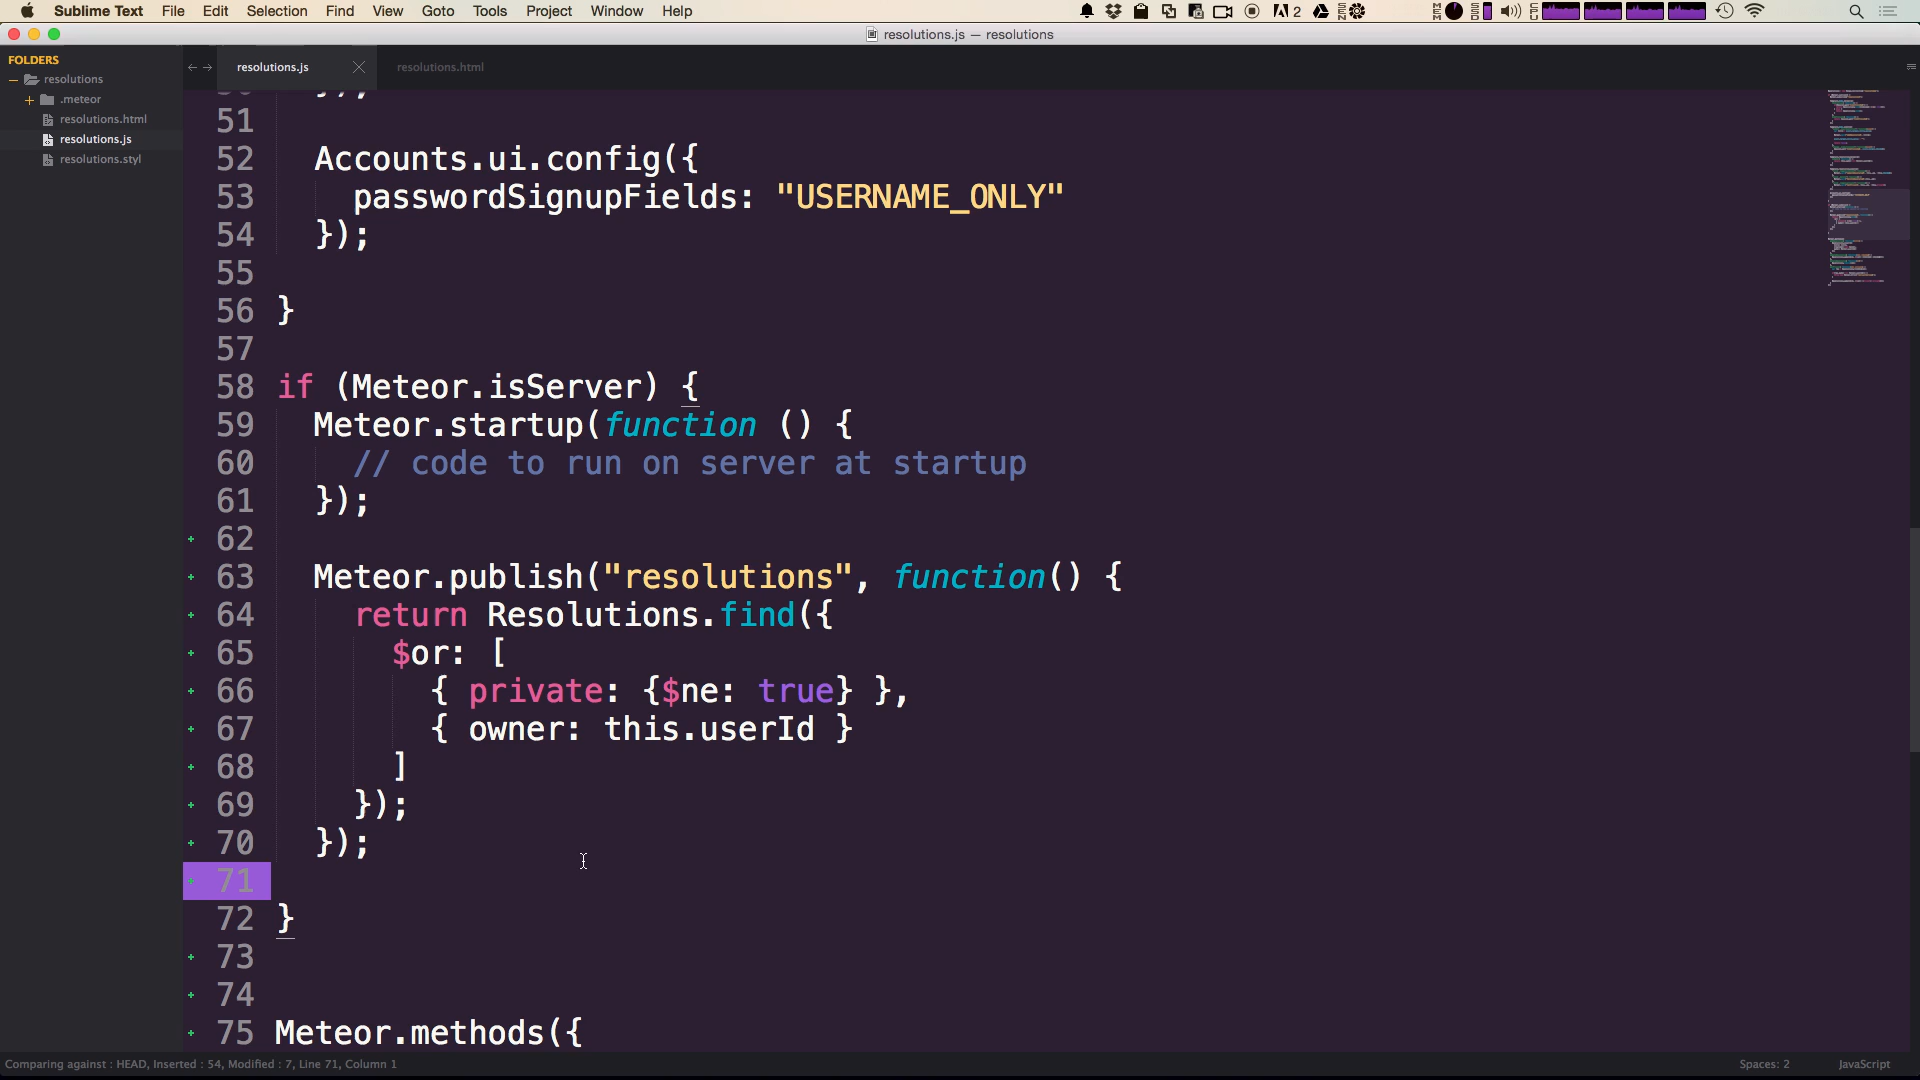 Sublime Text File Edit Selection Find View Goto Tools Project Window Help
2
resolutions.js — resolutions
FOLDERS
resolutions
.meteor
resolutions.html
resolutions.js
resolutions.styl
resolutions.js
resolutions.html
51
52 Accounts.ui.config({
53 passwordSignupFields: "USERNAME_ONLY"
54 });
55
56 }
57
58 if (Meteor.isServer) {
59 Meteor.startup(function () {
60 // code to run on server at startup
61 });
62
63 Meteor.publish("resolutions", function() {
64 return Resolutions.find({
65 $or: [
66 { private: {$ne: true} },
67 { owner: this.userId }
68 ]
69 });
70 });
71
72 }
73
74
75 Meteor.methods({
Comparing against : HEAD, Inserted : 54, Modified : 7, Line 71, Column 1
Spaces: 2
JavaScript